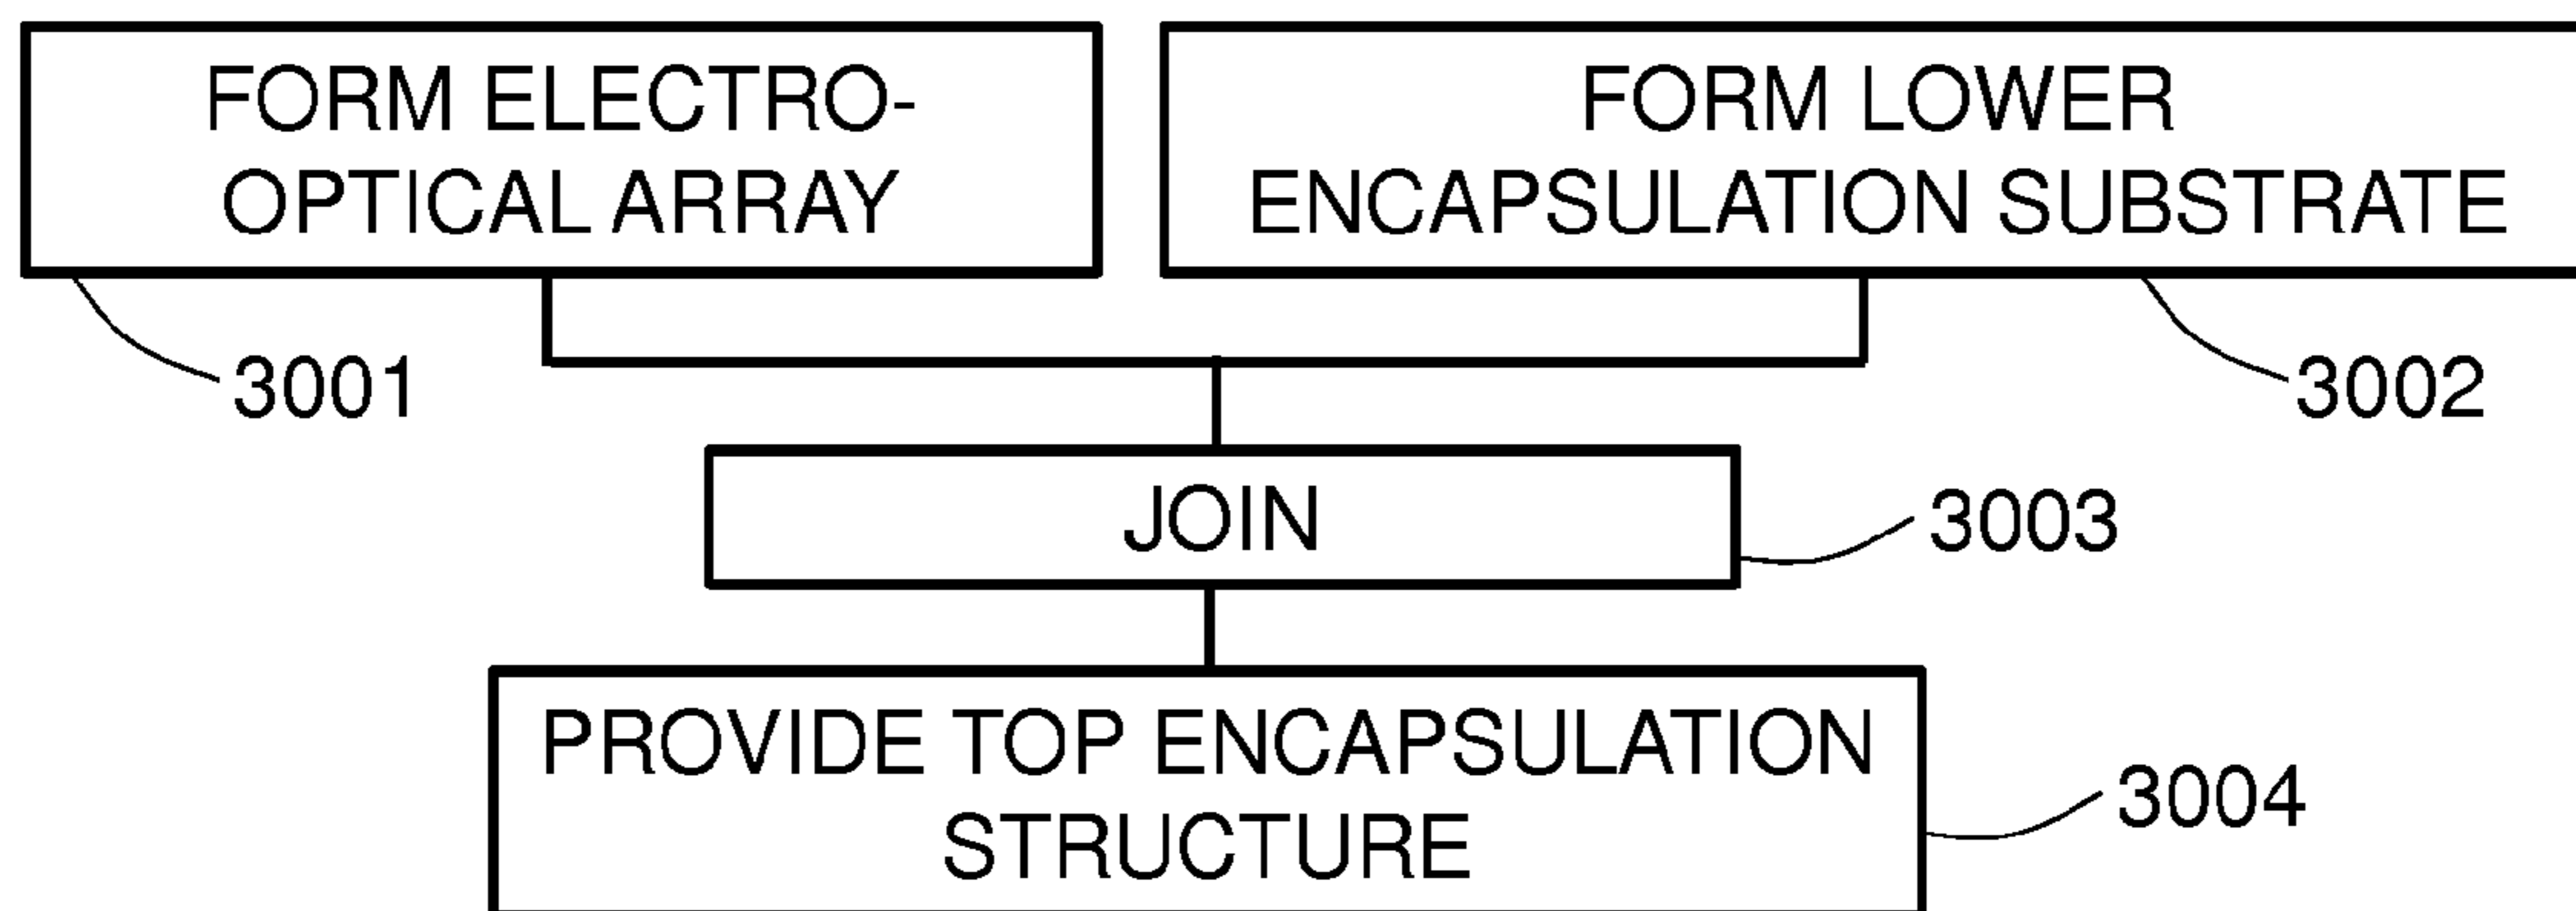 FORM ELECTRO-
OPTICAL ARRAY
FORM LOWER
ENCAPSULATION SUBSTRATE
3001
3002
JOIN
3003
PROVIDE TOP ENCAPSULATION
STRUCTURE
3004